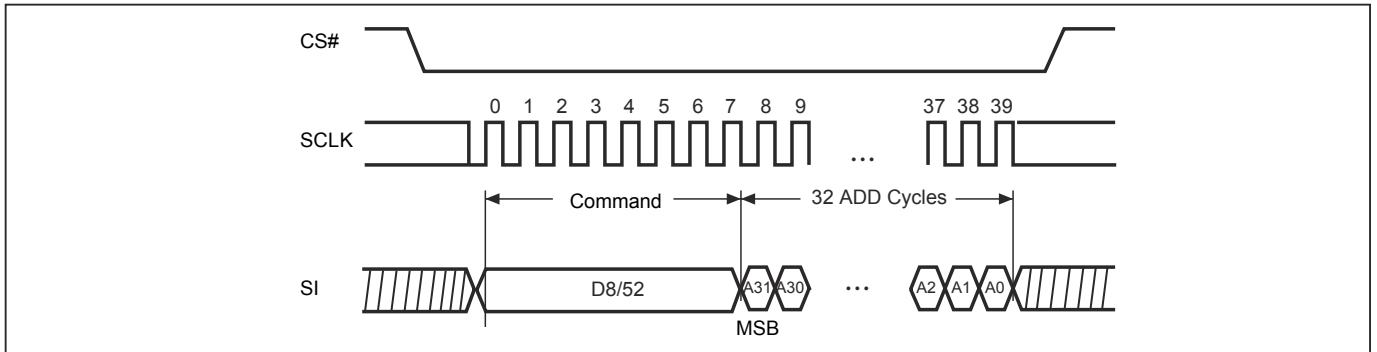 CS#
0 1 2 3 4 5 6 7 8 9 37 38 39
SCLK
...
Command
32 ADD Cycles
SI
D8/52
A31 A30
...
A2 A1 A0
MSB